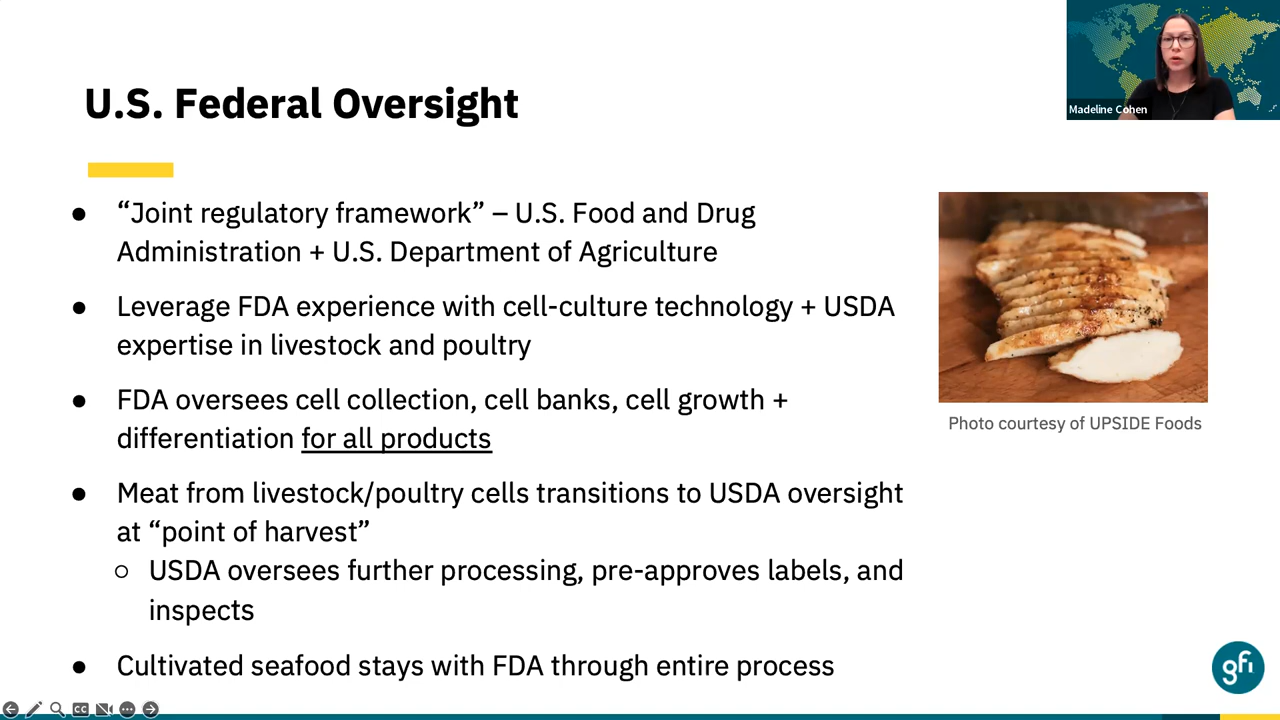 U.S. Federal Oversight
Madeline Cohen
● “Joint regulatory framework” – U.S. Food and Drug
Administration + U.S. Department of Agriculture
● Leverage FDA experience with cell-culture technology + USDA
expertise in livestock and poultry
● FDA oversees cell collection, cell banks, cell growth +
differentiation for all products
● Meat from livestock/poultry cells transitions to USDA oversight
at “point of harvest”
○ USDA oversees further processing, pre-approves labels, and
inspects
● Cultivated seafood stays with FDA through entire process
Photo courtesy of UPSIDE Foods
gfi
CC